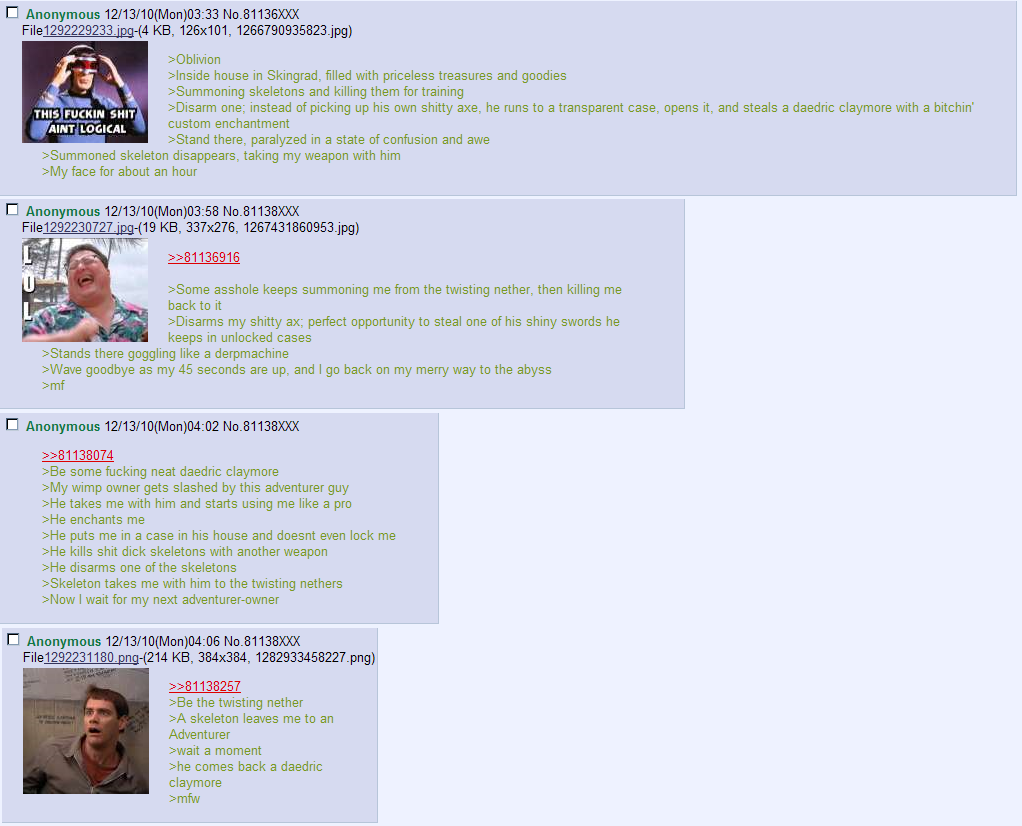 Anonymous 12/13/10(Mon)03:33 No.81136XXX
File1292229233.jpg-(4 KB, 126x101, 1266790935823.jpg)
THIS FUCKIN SHIT
AINT LOGICAL
>Oblivion
>Inside house in Skingrad, filled with priceless treasures and goodies
>Summoning skeletons and killing them for training
>Disarm one; instead of picking up his own shitty axe, he runs to a transparent case, opens it, and steals a daedric claymore with a bitchin'
custom enchantment
>Stand there, paralyzed in a state of confusion and awe
>Summoned skeleton disappears, taking my weapon with him
>My face for about an hour
Anonymous 12/13/10(Mon)03:58 No.81138XXX
File1292230727.jpg-(19 KB, 337x276, 1267431860953.jpg)
LOL
>>81136916
>Some asshole keeps summoning me from the twisting nether, then killing me
back to it
>Disarms my shitty ax; perfect opportunity to steal one of his shiny swords he
keeps in unlocked cases
>Stands there goggling like a derpmachine
>Wave goodbye as my 45 seconds are up, and I go back on my merry way to the abyss
>mf
Anonymous 12/13/10(Mon)04:02 No.81138XXX
>>81138074
>Be some fucking neat daedric claymore
>My wimp owner gets slashed by this adventurer guy
>He takes me with him and starts using me like a pro
>He enchants me
>He puts me in a case in his house and doesnt even lock me
>He kills shit dick skeletons with another weapon
>He disarms one of the skeletons
>Skeleton takes me with him to the twisting nethers
>Now I wait for my next adventurer-owner
Anonymous 12/13/10(Mon)04:06 No.81138XXX
File1292231180.png-(214 KB, 384x384, 1282933458227.png)
>>81138257
>Be the twisting nether
>A skeleton leaves me to an
Adventurer
>wait a moment
>he comes back a daedric
claymore
>mfw